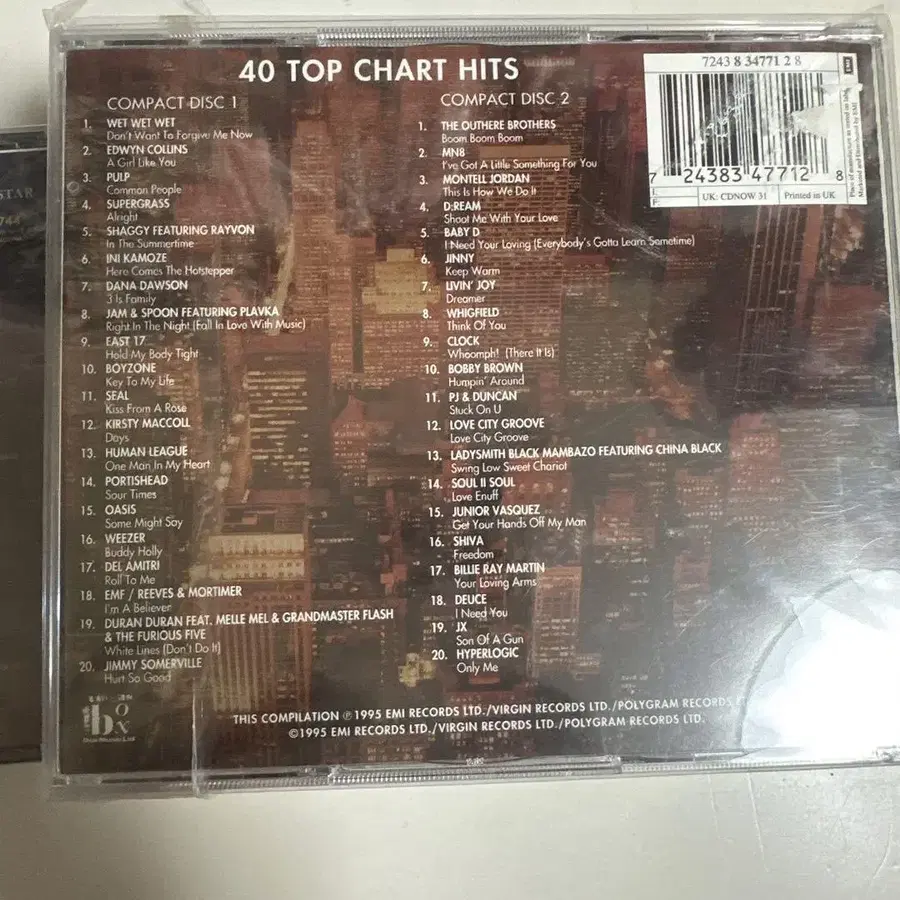 40 TOP CHART HITS
COMPACT DISC 1
1. WET WET WET
Don't Want To Forgive Me Now
2. EDWYN COLLINS
A Girl Like You
3. PULP
Common People
4. SUPERGRASS
Alright
5. SHAGGY FEATURING RAYVON
In The Summertime
6. INI KAMOZE
Here Comes The Hotstepper
7. DANA DAWSON
3 Is Family
8. JAM & SPOON FEATURING PLAVKA
Right In The Night (Fall In Love With Music)
9. EAST 17
Hold My Body Tight
10. BOYZONE
Key To My Life
11. SEAL
Kiss From A Rose
12. KIRSTY MACCOLL
Days
13. HUMAN LEAGUE
One Man In My Heart
14. PORTISHEAD
Sour Times
15. OASIS
Some Might Say
16. WEEZER
Buddy Holly
17. DEL AMITRI
Roll To Me
18. EMF / REEVES & MORTIMER
I'm A Believer
19. DURAN DURAN FEAT. MELLE MEL & GRANDMASTER FLASH
& THE FURIOUS FIVE
White Lines (Don't Do It)
20. JIMMY SOMERVILLE
Hurt So Good
COMPACT DISC 2
1. THE OUTHERE BROTHERS
Boom Boom Boom
2. MN8
I've Got A Little Something For You
3. MONTELL JORDAN
This Is How We Do It
4. D:REAM
Shoot Me With Your Love
5. BABY D
I Need Your Loving (Everybody's Gotta Learn Sometime)
6. JINNY
Keep Warm
7. LIVIN' JOY
Dreamer
8. WHIGFIELD
Think Of You
9. CLOCK
Whoomph! (There It Is)
10. BOBBY BROWN
Humpin' Around
11. PJ & DUNCAN
Stuck On U
12. LOVE CITY GROOVE
Love City Groove
13. LADYSMITH BLACK MAMBAZO FEATURING CHINA BLACK
Swing Low Sweet Chariot
14. SOUL II SOUL
Love Enuff
15. JUNIOR VASQUEZ
Get Your Hands Off My Man
16. SHIVA
Freedom
17. BILLIE RAY MARTIN
Your Loving Arms
18. DEUCE
I Need You
19. JX
Son Of A Gun
20. HYPERLOGIC
Only Me
7243 8 34771 2 8
7 24383 47712 8
UK: CDNOW 31
Printed in UK
EMI
STAR
744
box
THIS COMPILATION ℗ 1995 EMI RECORDS LTD./VIRGIN RECORDS LTD./POLYGRAM RECORDS
©1995 EMI RECORDS LTD./VIRGIN RECORDS LTD./POLYGRAM RECORDS LTD.